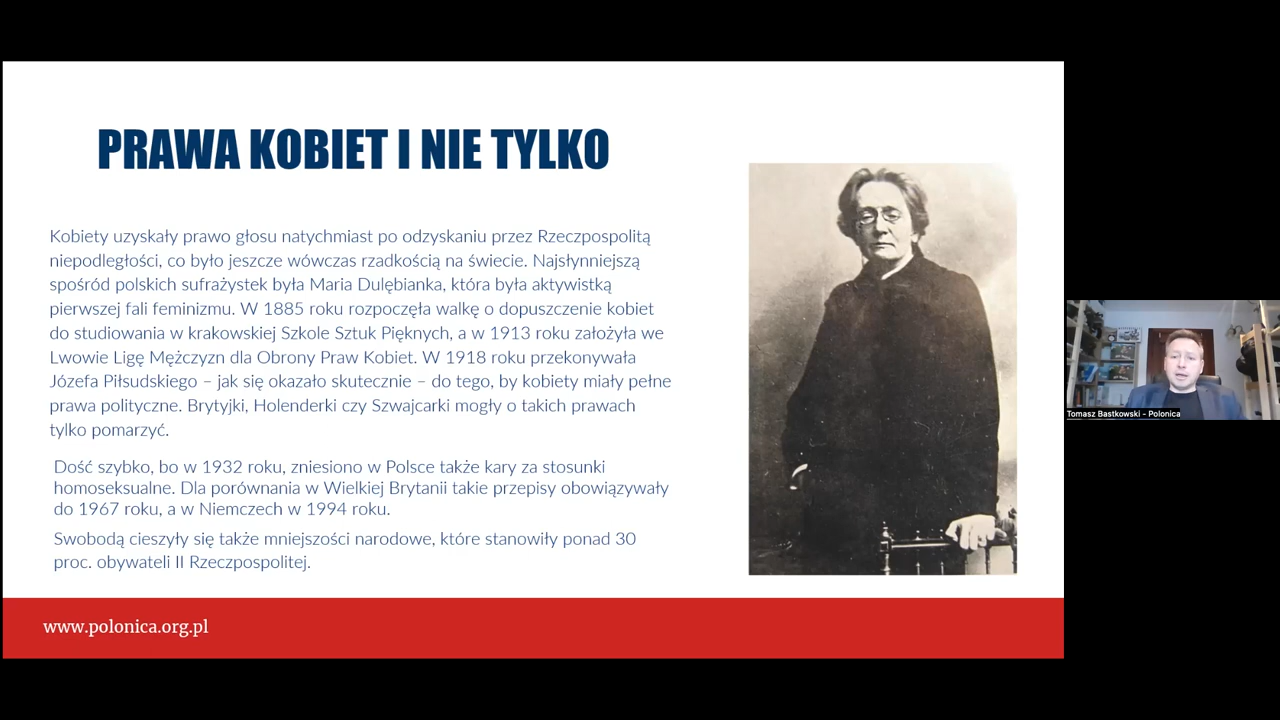 PRAWA KOBIET I NIE TYLKO
Kobiety uzyskały prawo głosu natychmiast po odzyskaniu przez Rzeczpospolitą
niepodległości, co było jeszcze wówczas rzadkością na świecie. Najsłynniejszą
spośród polskich sufrażystek była Maria Dulębianka, która była aktywistką
pierwszej fali feminizmu. W 1885 roku rozpoczęła walkę o dopuszczenie kobiet
do studiowania w krakowskiej Szkole Sztuk Pięknych, a w 1913 roku założyła we
Lwowie Ligę Mężczyzn dla Obrony Praw Kobiet. W 1918 roku przekonywała
Józefa Piłsudskiego – jak się okazało skutecznie – do tego, by kobiety miały pełne
prawa polityczne. Brytyjki, Holenderki czy Szwajcarki mogły o takich prawach
tylko pomarzyć.
Dość szybko, bo w 1932 roku, zniesiono w Polsce także kary za stosunki
homoseksualne. Dla porównania w Wielkiej Brytanii takie przepisy obowiązywały
do 1967 roku, a w Niemczech w 1994 roku.
Swobodą cieszyły się także mniejszości narodowe, które stanowiły ponad 30
proc. obywateli II Rzeczpospolitej.
www.polonica.org.pl
Tomasz Bastkowski - Polonica